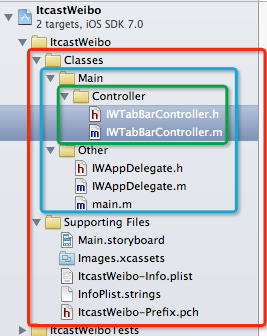 ItcastWeibo
2 targets, iOS SDK 7.0
ItcastWeibo
Classes
Main
Controller
h IWTabBarController.h
m IWTabBarController.m
Other
h IWAppDelegate.h
m IWAppDelegate.m
m main.m
Supporting Files
Main.storyboard
Images.xcassets
ItcastWeibo-Info.plist
InfoPlist.strings
h ItcastWeibo-Prefix.pch
ItcastWeiboTests